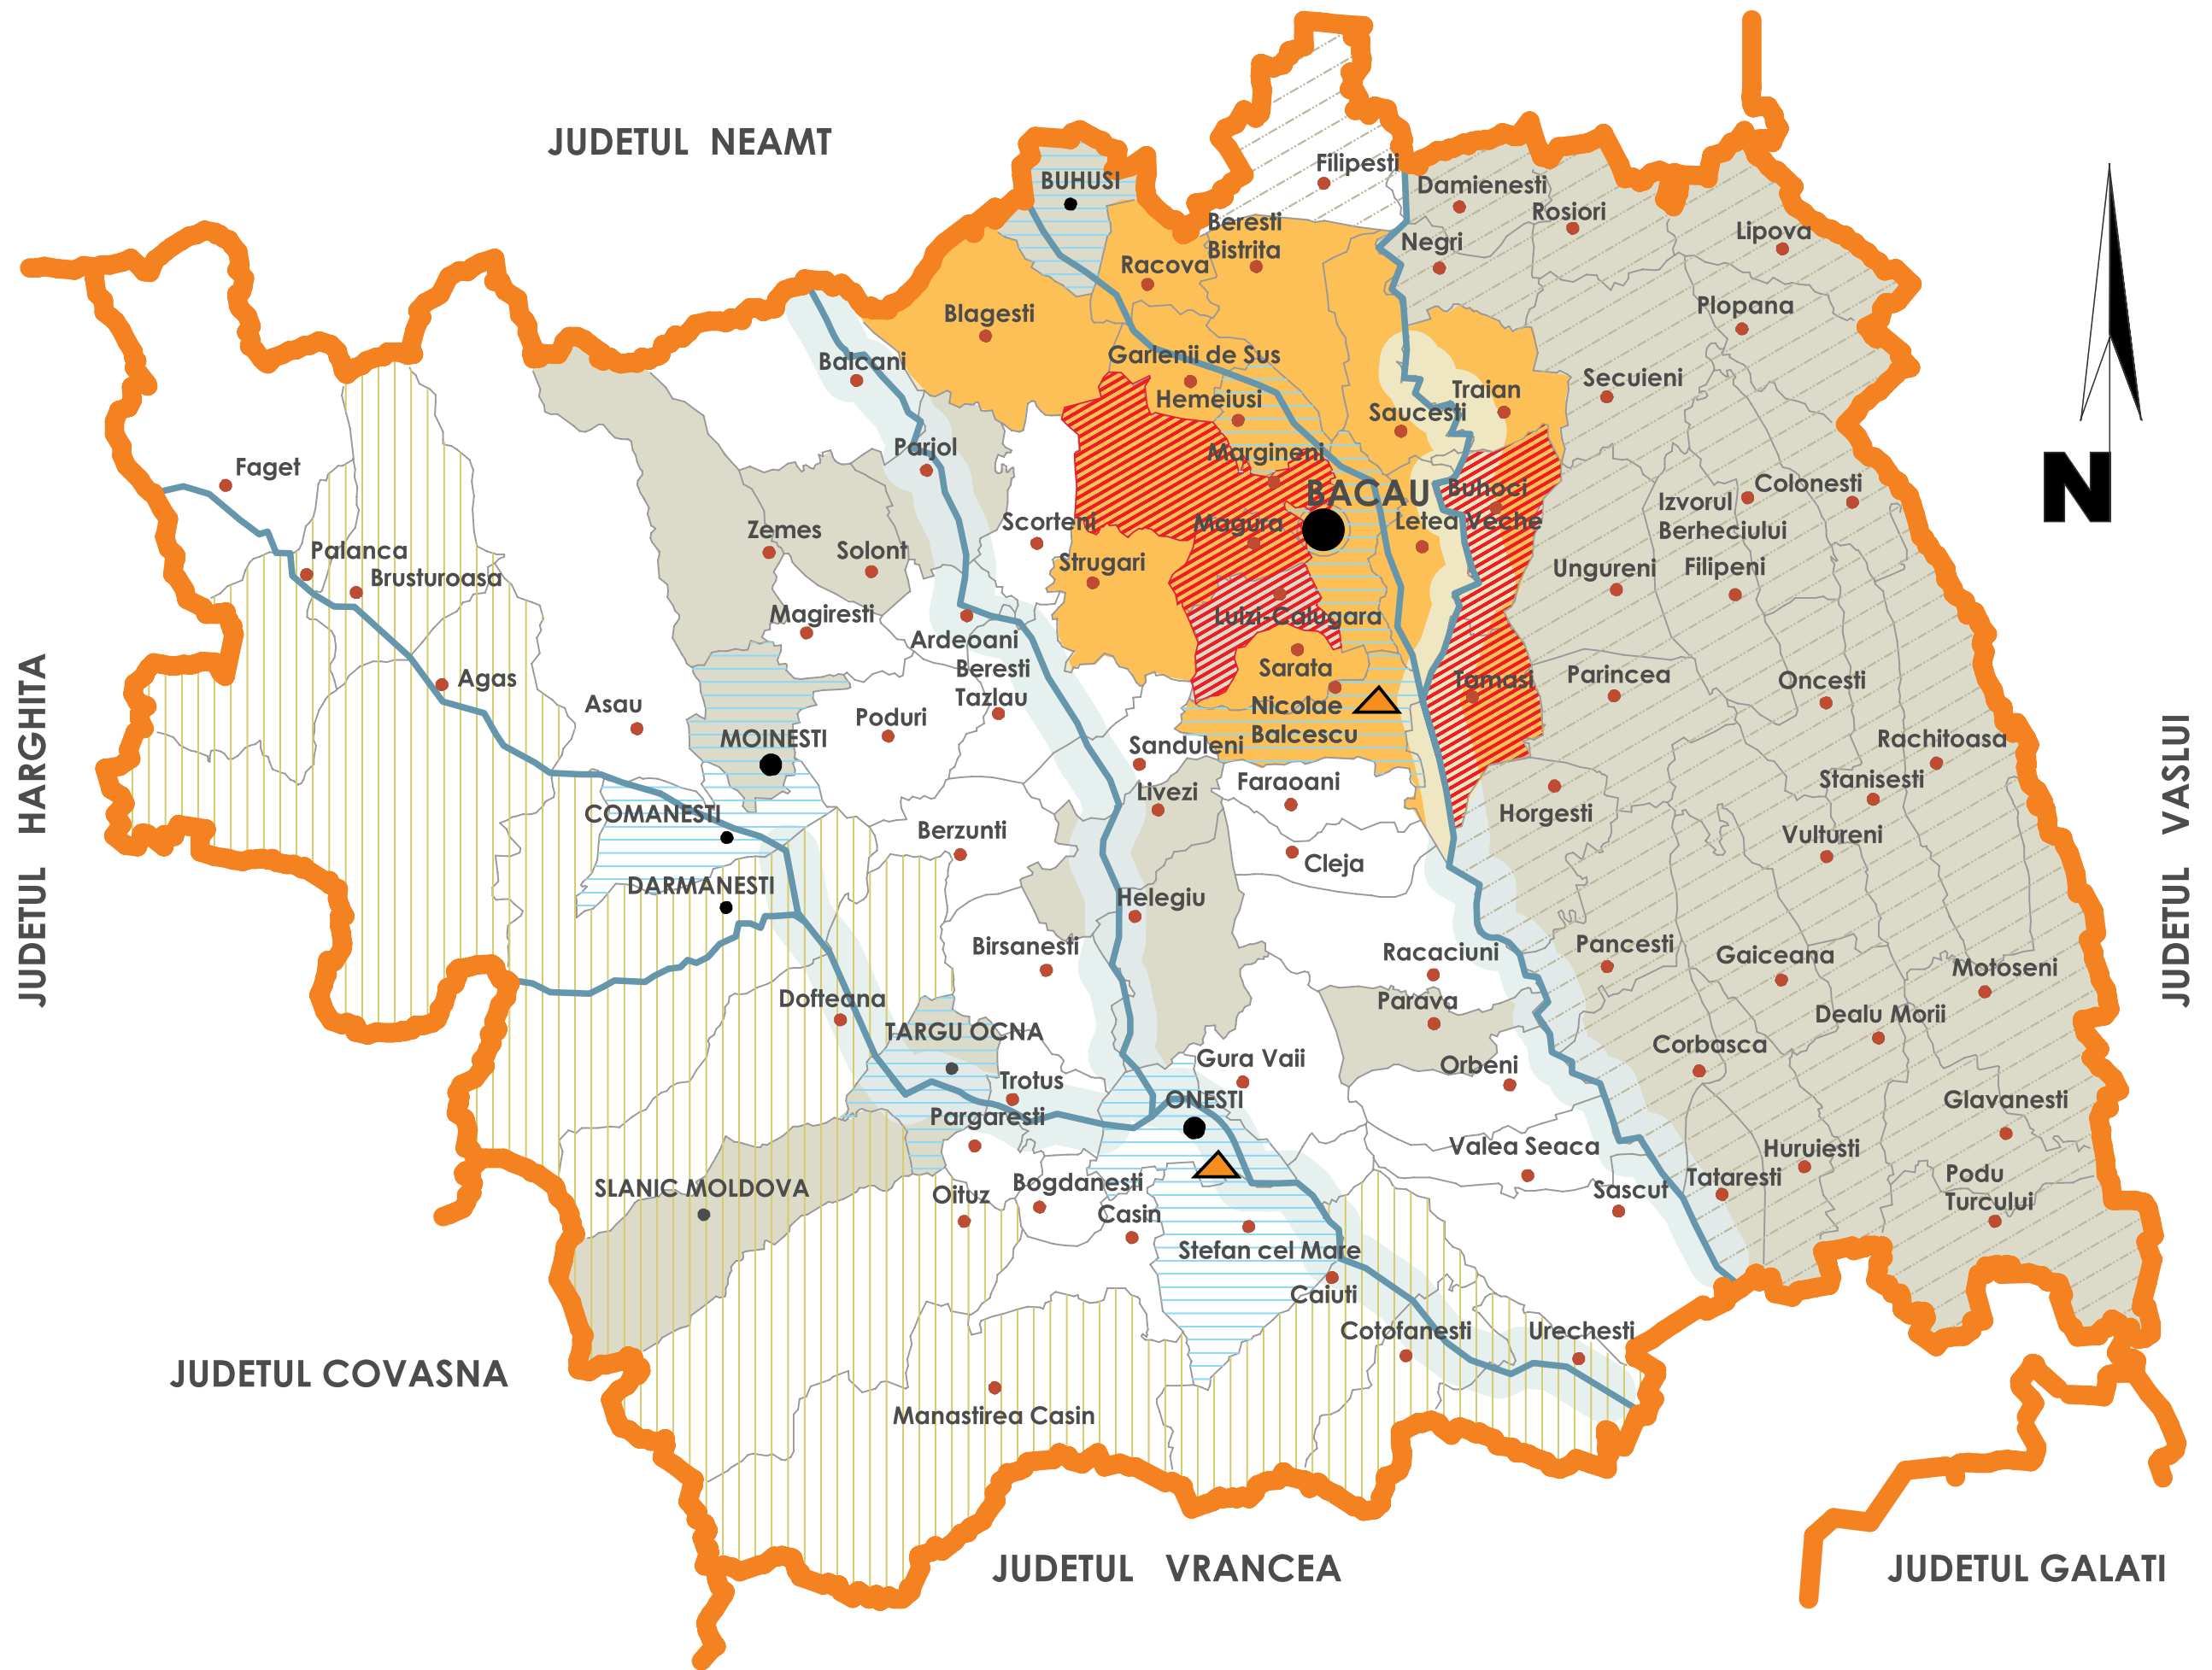 JUDETUL NEAMT
Filipesti
BUHUSI
Damienesti
Rosiori
Lipova
Beresti
Bistrita
Negri
Racova
Blagesti
Plopana
Balcani
Garlenii de Sus
Hemeiusi
Traian
Saucesti
Secuieni
Parjol
Margineni
Faget
BACAU
Buhoci
Colonesti
Izvorul
Berheciului
Zemes
Solont
Scorteni
Magura
Letea Veche
Palanca
Brusturoasa
Strugari
Ungureni
Filipeni
Magiresti
Ardeoani
Luizi-Calugara
N
JUDETUL HARGHITA
Agas
Asau
Beresti
Tazlau
Sarata
Tamasi
Parincea
Oncesti
Poduri
Nicolae
Balcescu
MOINESTI
Sanduleni
Rachitoasa
Stanisesti
JUDETUL VASLUI
Livezi
Faraoani
Horgesti
COMANESTI
Berzunti
Vultureni
Cleja
DARMANESTI
Helegiu
Birsanesti
Racaciuni
Pancesti
Gaiceana
Motoseni
Dofteana
Parava
Dealu Morii
TARGU OCNA
Corbasca
Gura Vaii
Orbeni
Trotus
ONESTI
Glavanesti
Pargaresti
Valea Seaca
Huruiesti
SLANIC MOLDOVA
Oituz
Bogdanesti
Tataresti
Podu
Turcului
Sascut
Casin
Stefan cel Mare
Caiuti
Cotofanesti
Urechesti
JUDETUL COVASNA
Manastirea Casin
JUDETUL VRANCEA
JUDETUL GALATI